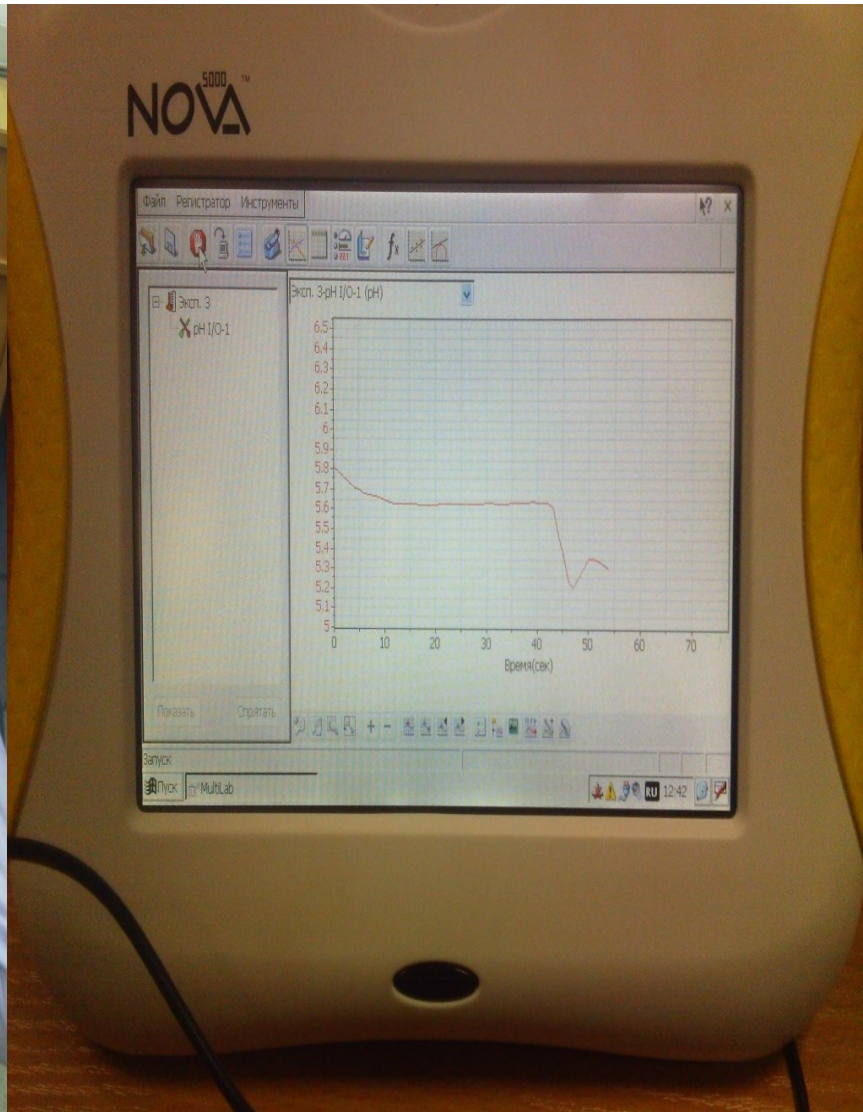 5000 ™
NOVA
Файл Регистратор Инструменты
Эксп. 3
pH I/O-1
Эксп. 3-pH I/O-1 (pH)
6.5
6.4
6.3
6.2
6.1
6
5.9
5.8
5.7
5.6
5.5
5.4
5.3
5.2
5.1
5
0 10 20 30 40 50 60 70
Время(сек)
Показать Спрятать
Запуск
Пуск MultiLab RU 12:42